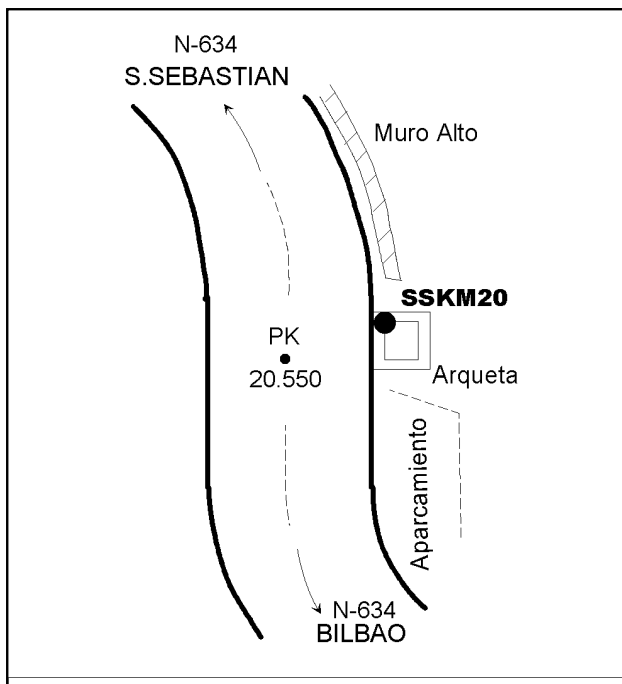 N-634
S.SEBASTIAN
Muro Alto
SSKM20
PK
20.550
Arqueta
Aparcamiento
N-634
BILBAO